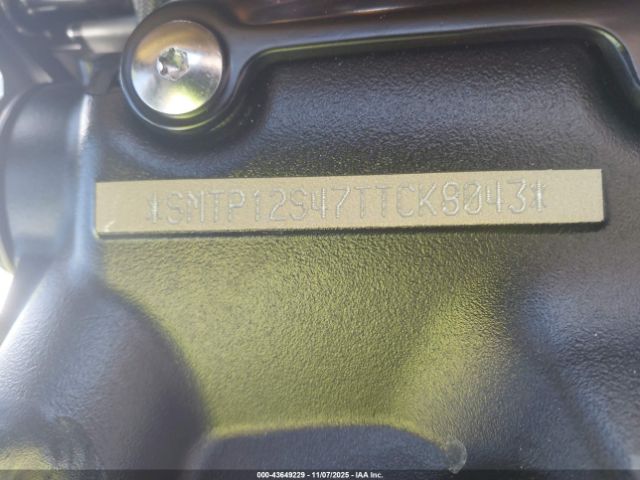 *SMTP12S47TTCK8043*
000-43649229 - 11/07/2025 - IAA Inc.